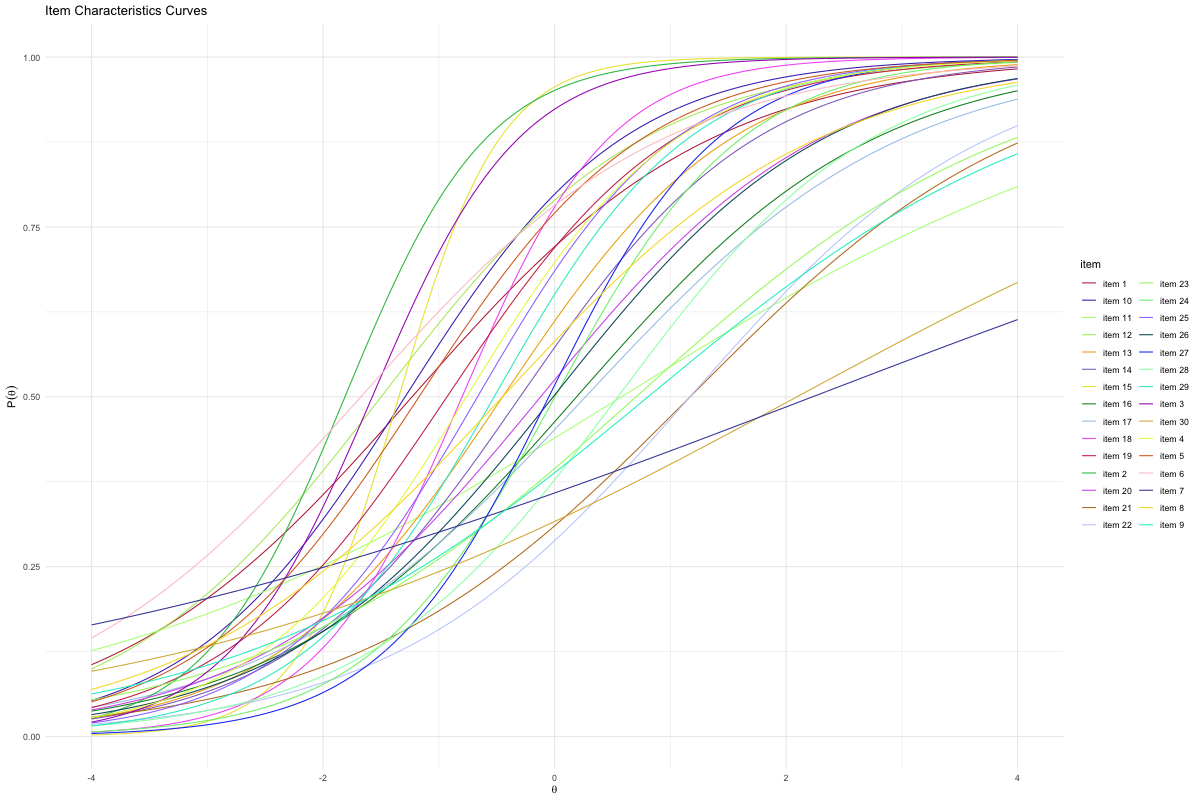 Item Characteristics Curves
1.00
0.75
0.50
0.25
0.00
P(θ)
-4 -2 0 2 4
θ
item
item 1 item 23
item 10 item 24
item 11 item 25
item 12 item 26
item 13 item 27
item 14 item 28
item 15 item 29
item 16 item 3
item 17 item 30
item 18 item 4
item 19 item 5
item 2 item 6
item 20 item 7
item 21 item 8
item 22 item 9